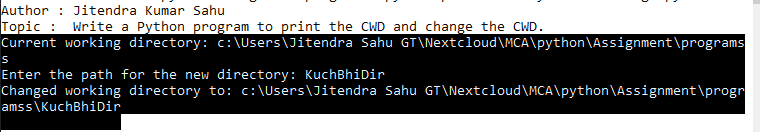 Author : Jitendra Kumar Sahu
Topic :  Write a Python program to print the CWD and change the CWD.
Current working directory: c:\Users\Jitendra Sahu GT\Nextcloud\MCA\python\Assignment\programs
s
Enter the path for the new directory: KuchBhiDir
Changed working directory to: c:\Users\Jitendra Sahu GT\Nextcloud\MCA\python\Assignment\progr
amss\KuchBhiDir